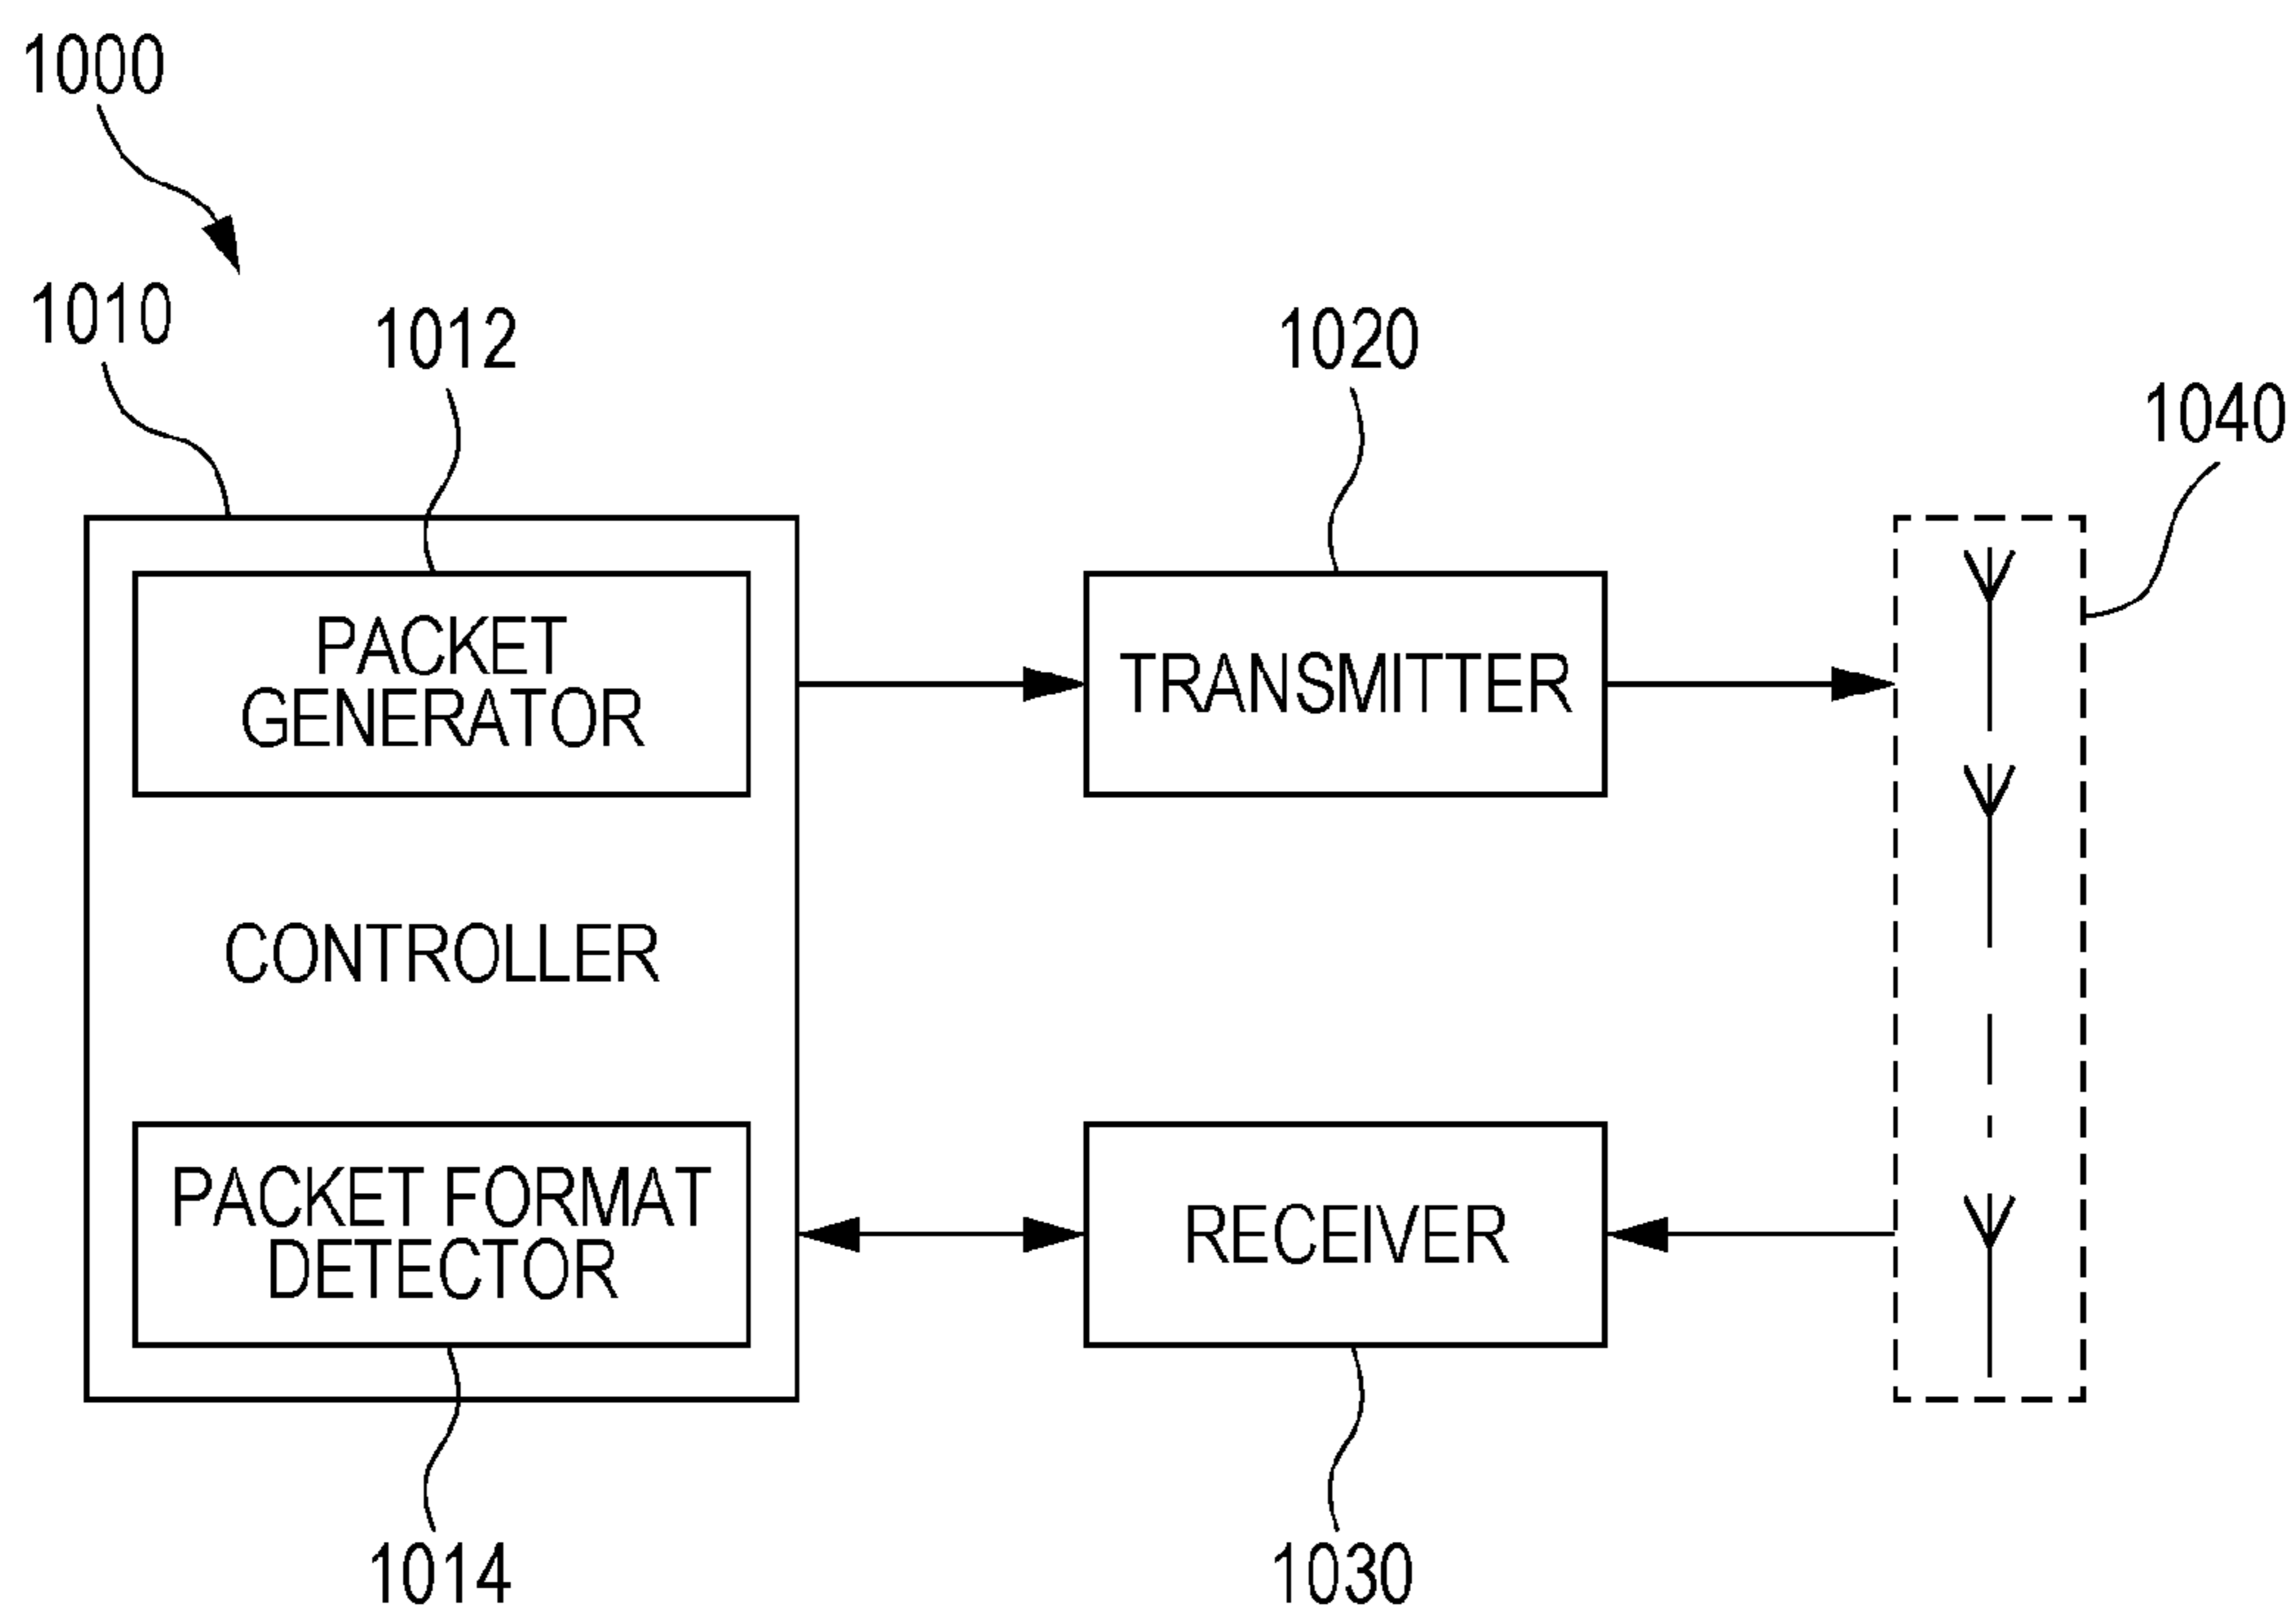 1000
1010
1012
1020
1040
PACKET
GENERATOR
TRANSMITTER
CONTROLLER
PACKET FORMAT
DETECTOR
RECEIVER
1014
1030